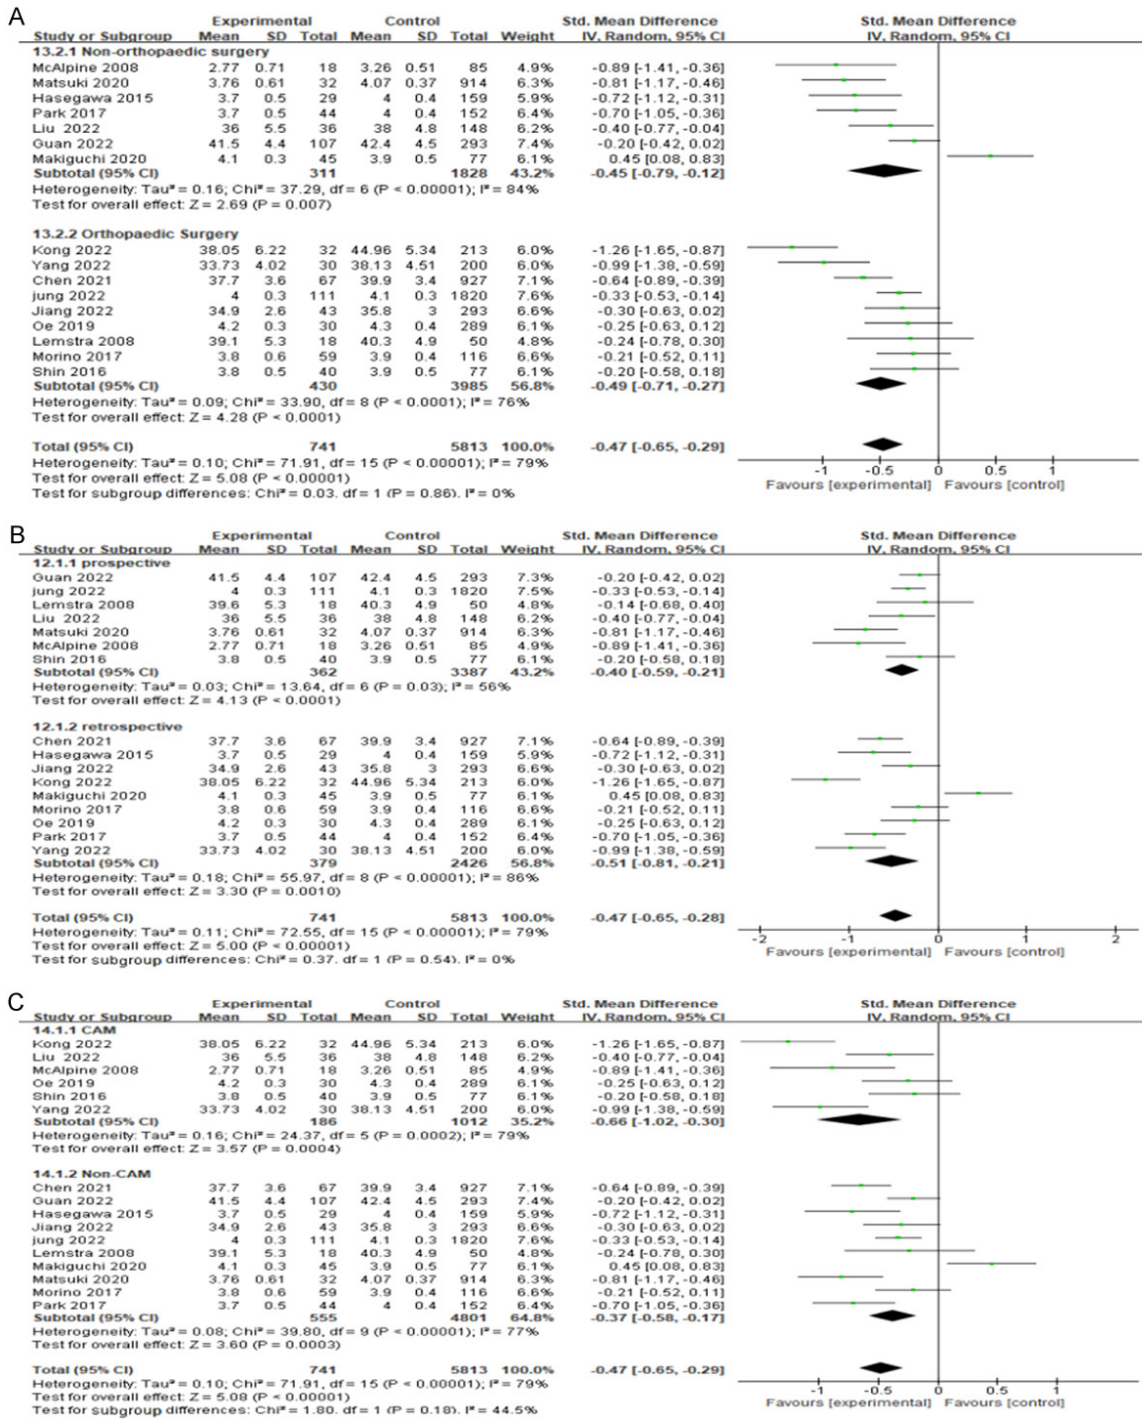 A
Experimental Control Std. Mean Difference Std. Mean Difference
Study or Subgroup Mean SD Total Mean SD Total Weight IV, Random, 95% CI IV, Random, 95% CI
13.2.1 Non-orthopaedic surgery
McAlpine 2008 2.77 0.71 18 3.26 0.51 85 4.9% -0.89 [-1.41, -0.36]
Matsuki 2020 3.76 0.61 32 4.07 0.37 914 6.3% -0.81 [-1.17, -0.46]
Hasegawa 2015 3.7 0.5 29 4 0.4 159 5.9% -0.72 [-1.12, -0.31]
Park 2017 3.7 0.5 44 4 0.4 152 6.4% -0.70 [-1.05, -0.36]
Liu 2022 36 5.5 36 38 4.8 148 6.2% -0.40 [-0.77, -0.04]
Guan 2022 41.5 4.4 107 42.4 4.5 293 7.4% -0.20 [-0.42, 0.02]
Makiguchi 2020 4.1 0.3 45 3.9 0.5 77 6.1% 0.45 [0.08, 0.83]
Subtotal (95% CI) 311 1828 43.2% -0.45 [-0.79, -0.12]
Heterogeneity: Tau² = 0.16; Chi² = 37.29, df = 6 (P < 0.00001); I² = 84%
Test for overall effect: Z = 2.69 (P = 0.007)
13.2.2 Orthopaedic Surgery
Kong 2022 38.05 6.22 32 44.96 5.34 213 6.0% -1.26 [-1.65, -0.87]
Yang 2022 33.73 4.02 30 38.13 4.51 200 6.0% -0.99 [-1.38, -0.59]
Chen 2021 37.7 3.6 67 39.9 3.4 927 7.1% -0.64 [-0.89, -0.39]
jung 2022 4 0.3 111 4.1 0.3 1820 7.6% -0.33 [-0.53, -0.14]
Jiang 2022 34.9 2.6 43 35.8 3 293 6.6% -0.30 [-0.63, 0.02]
Oe 2019 4.2 0.3 30 4.3 0.4 289 6.1% -0.25 [-0.63, 0.12]
Lemstra 2008 39.1 5.3 18 40.3 4.9 50 4.8% -0.24 [-0.78, 0.30]
Morino 2017 3.8 0.6 59 3.9 0.4 116 6.6% -0.21 [-0.52, 0.11]
Shin 2016 3.8 0.5 40 3.9 0.5 77 6.1% -0.20 [-0.58, 0.18]
Subtotal (95% CI) 430 3985 56.8% -0.49 [-0.71, -0.27]
Heterogeneity: Tau² = 0.09; Chi² = 33.90, df = 8 (P < 0.0001); I² = 76%
Test for overall effect: Z = 4.28 (P < 0.0001)
Total (95% CI) 741 5813 100.0% -0.47 [-0.65, -0.29]
Heterogeneity: Tau² = 0.10; Chi² = 71.91, df = 15 (P < 0.00001); I² = 79%
Test for overall effect: Z = 5.08 (P < 0.00001)
Test for subgroup differences: Chi² = 0.03. df = 1 (P = 0.86). I² = 0%
-1 -0.5 0 0.5 1
Favours [experimental] Favours [control]
B
Experimental Control Std. Mean Difference Std. Mean Difference
Study or Subgroup Mean SD Total Mean SD Total Weight IV, Random, 95% CI IV, Random, 95% CI
12.1.1 prospective
Guan 2022 41.5 4.4 107 42.4 4.5 293 7.3% -0.20 [-0.42, 0.02]
jung 2022 4 0.3 111 4.1 0.3 1820 7.5% -0.33 [-0.53, -0.14]
Lemstra 2008 39.6 5.3 18 40.3 4.9 50 4.8% -0.14 [-0.68, 0.40]
Liu 2022 36 5.5 36 38 4.8 148 6.2% -0.40 [-0.77, -0.04]
Matsuki 2020 3.76 0.61 32 4.07 0.37 914 6.3% -0.81 [-1.17, -0.46]
McAlpine 2008 2.77 0.71 18 3.26 0.51 85 4.9% -0.89 [-1.41, -0.36]
Shin 2016 3.8 0.5 40 3.9 0.5 77 6.1% -0.20 [-0.58, 0.18]
Subtotal (95% CI) 362 3387 43.2% -0.40 [-0.59, -0.21]
Heterogeneity: Tau² = 0.03; Chi² = 13.64, df = 6 (P = 0.03); I² = 56%
Test for overall effect: Z = 4.13 (P < 0.0001)
12.1.2 retrospective
Chen 2021 37.7 3.6 67 39.9 3.4 927 7.1% -0.64 [-0.89, -0.39]
Hasegawa 2015 3.7 0.5 29 4 0.4 159 5.9% -0.72 [-1.12, -0.31]
Jiang 2022 34.9 2.6 43 35.8 3 293 6.6% -0.30 [-0.63, 0.02]
Kong 2022 38.05 6.22 32 44.96 5.34 213 6.0% -1.26 [-1.65, -0.87]
Makiguchi 2020 4.1 0.3 45 3.9 0.5 77 6.1% 0.45 [0.08, 0.83]
Morino 2017 3.8 0.6 59 3.9 0.4 116 6.6% -0.21 [-0.52, 0.11]
Oe 2019 4.2 0.3 30 4.3 0.4 289 6.1% -0.25 [-0.63, 0.12]
Park 2017 3.7 0.5 44 4 0.4 152 6.4% -0.70 [-1.05, -0.36]
Yang 2022 33.73 4.02 30 38.13 4.51 200 6.0% -0.99 [-1.38, -0.59]
Subtotal (95% CI) 379 2426 56.8% -0.51 [-0.81, -0.21]
Heterogeneity: Tau² = 0.18; Chi² = 55.97, df = 8 (P < 0.00001); I² = 86%
Test for overall effect: Z = 3.30 (P = 0.0010)
Total (95% CI) 741 5813 100.0% -0.47 [-0.65, -0.28]
Heterogeneity: Tau² = 0.11; Chi² = 72.55, df = 15 (P < 0.00001); I² = 79%
Test for overall effect: Z = 5.00 (P < 0.00001)
Test for subgroup differences: Chi² = 0.37. df = 1 (P = 0.54). I² = 0%
-2 -1 0 1 2
Favours [experimental] Favours [control]
C
Experimental Control Std. Mean Difference Std. Mean Difference
Study or Subgroup Mean SD Total Mean SD Total Weight IV, Random, 95% CI IV, Random, 95% CI
14.1.1 CAM
Kong 2022 38.05 6.22 32 44.96 5.34 213 6.0% -1.26 [-1.65, -0.87]
Liu 2022 36 5.5 36 38 4.8 148 6.2% -0.40 [-0.77, -0.04]
McAlpine 2008 2.77 0.71 18 3.26 0.51 85 4.9% -0.89 [-1.41, -0.36]
Oe 2019 4.2 0.3 30 4.3 0.4 289 6.1% -0.25 [-0.63, 0.12]
Shin 2016 3.8 0.5 40 3.9 0.5 77 6.1% -0.20 [-0.58, 0.18]
Yang 2022 33.73 4.02 30 38.13 4.51 200 6.0% -0.99 [-1.38, -0.59]
Subtotal (95% CI) 186 1012 35.2% -0.66 [-1.02, -0.30]
Heterogeneity: Tau² = 0.16; Chi² = 24.37, df = 5 (P = 0.0002); I² = 79%
Test for overall effect: Z = 3.57 (P = 0.0004)
14.1.2 Non-CAM
Chen 2021 37.7 3.6 67 39.9 3.4 927 7.1% -0.64 [-0.89, -0.39]
Guan 2022 41.5 4.4 107 42.4 4.5 293 7.4% -0.20 [-0.42, 0.02]
Hasegawa 2015 3.7 0.5 29 4 0.4 159 5.9% -0.72 [-1.12, -0.31]
Jiang 2022 34.9 2.6 43 35.8 3 293 6.6% -0.30 [-0.63, 0.02]
jung 2022 4 0.3 111 4.1 0.3 1820 7.6% -0.33 [-0.53, -0.14]
Lemstra 2008 39.1 5.3 18 40.3 4.9 50 4.8% -0.24 [-0.78, 0.30]
Makiguchi 2020 4.1 0.3 45 3.9 0.5 77 6.1% 0.45 [0.08, 0.83]
Matsuki 2020 3.76 0.61 32 4.07 0.37 914 6.3% -0.81 [-1.17, -0.46]
Morino 2017 3.8 0.6 59 3.9 0.4 116 6.6% -0.21 [-0.52, 0.11]
Park 2017 3.7 0.5 44 4 0.4 152 6.4% -0.70 [-1.05, -0.36]
Subtotal (95% CI) 555 4801 64.8% -0.37 [-0.58, -0.17]
Heterogeneity: Tau² = 0.08; Chi² = 39.80, df = 9 (P < 0.00001); I² = 77%
Test for overall effect: Z = 3.60 (P = 0.0003)
Total (95% CI) 741 5813 100.0% -0.47 [-0.65, -0.29]
Heterogeneity: Tau² = 0.10; Chi² = 71.91, df = 15 (P < 0.00001); I² = 79%
Test for overall effect: Z = 5.08 (P < 0.00001)
Test for subgroup differences: Chi² = 1.80. df = 1 (P = 0.18). I² = 44.5%
-1 -0.5 0 0.5 1
Favours [experimental] Favours [control]